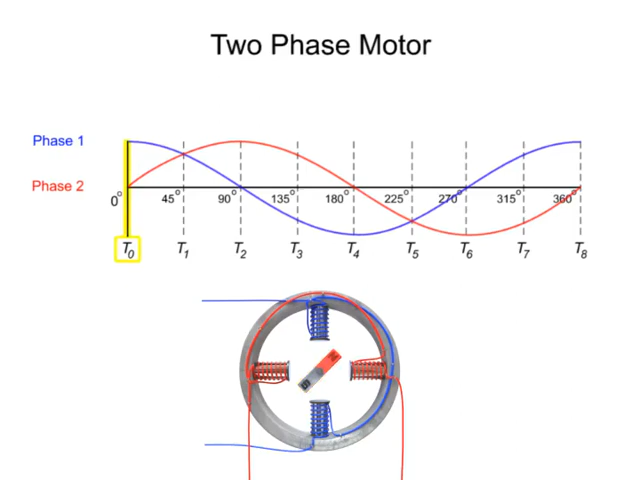 Two Phase Motor
Phase 1
Phase 2
0° 45° 90° 135° 180° 225° 270° 315° 360°
T0 T1 T2 T3 T4 T5 T6 T7 T8
N
S